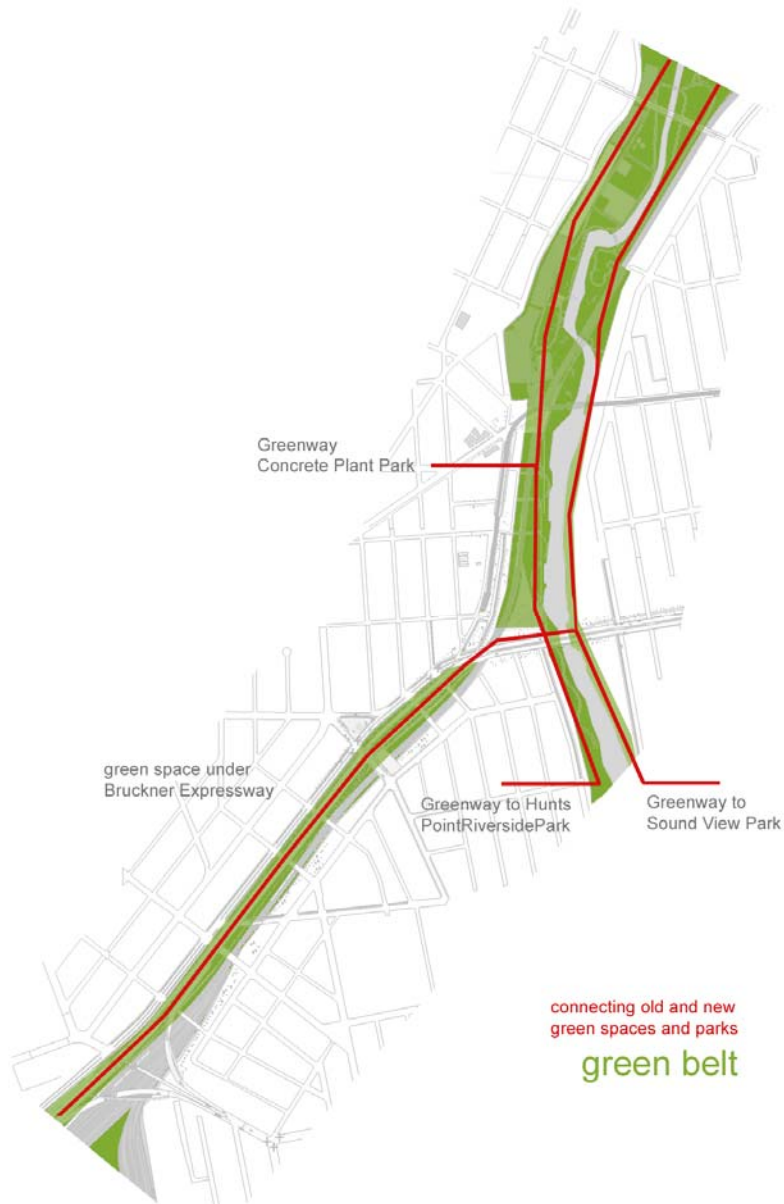 Greenway
Concrete Plant Park
green space under
Bruckner Expressway
Greenway to Hunts
PointRiversidePark
Greenway to
Sound View Park
connecting old and new
green spaces and parks
green belt